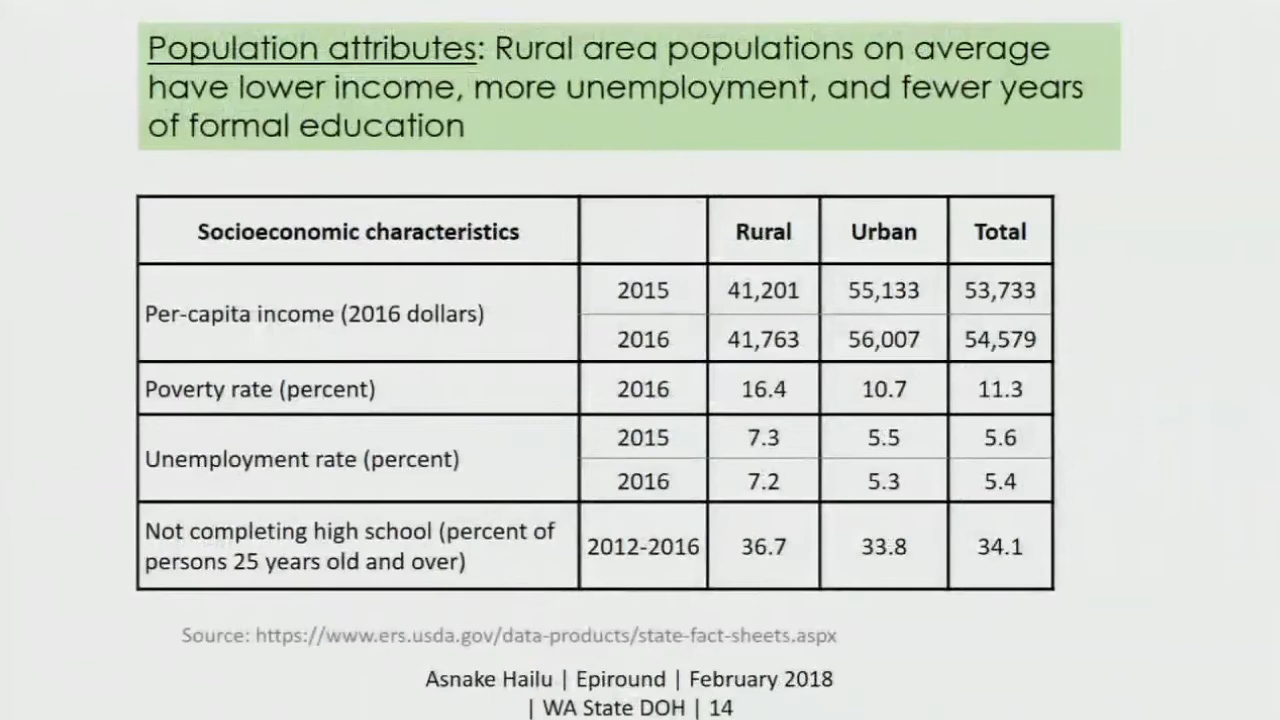 Population attributes: Rural area populations on average
have lower income, more unemployment, and fewer years
of formal education
Socioeconomic characteristics Rural Urban Total
Per-capita income (2016 dollars)
2015 41,201 55,133 53,733
2016 41,763 56,007 54,579
Poverty rate (percent) 2016 16.4 10.7 11.3
Unemployment rate (percent)
2015 7.3 5.5 5.6
2016 7.2 5.3 5.4
Not completing high school (percent of
persons 25 years old and over)
2012-2016 36.7 33.8 34.1
Source: https://www.ers.usda.gov/data-products/state-fact-sheets.aspx
Asnake Hailu | Epiround | February 2018
| WA State DOH | 14